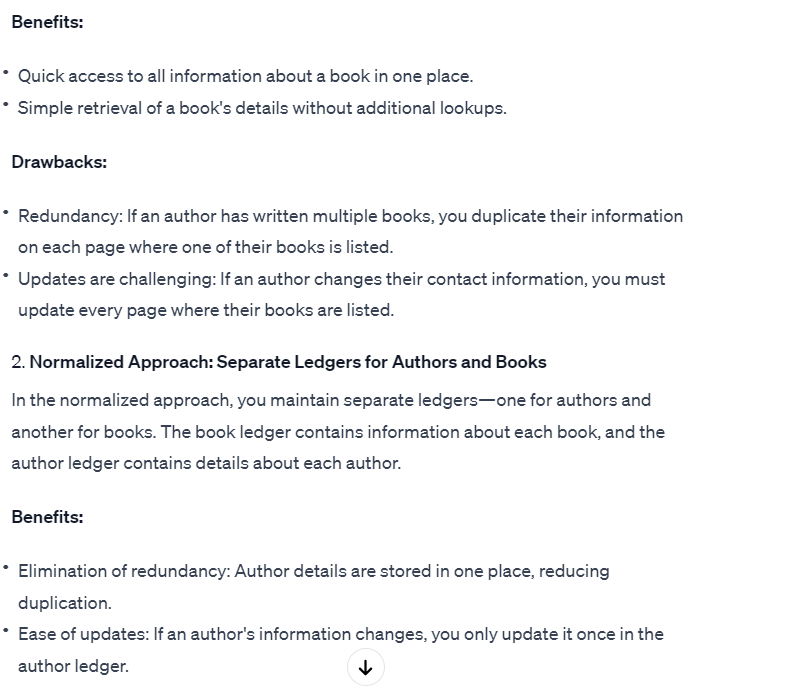 Benefits:
• Quick access to all information about a book in one place.
• Simple retrieval of a book's details without additional lookups.
Drawbacks:
• Redundancy: If an author has written multiple books, you duplicate their information
on each page where one of their books is listed.
• Updates are challenging: If an author changes their contact information, you must
update every page where their books are listed.
2. Normalized Approach: Separate Ledgers for Authors and Books
In the normalized approach, you maintain separate ledgers—one for authors and
another for books. The book ledger contains information about each book, and the
author ledger contains details about each author.
Benefits:
• Elimination of redundancy: Author details are stored in one place, reducing
duplication.
• Ease of updates: If an author's information changes, you only update it once in the
author ledger.